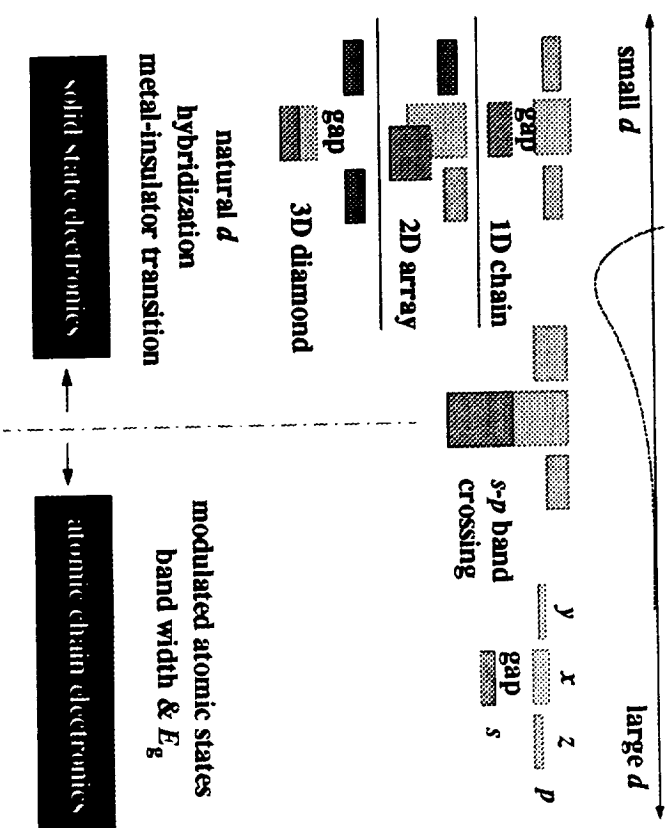 small d
large d
y x z p
gap
s
gap
1D chain
s-p band
crossing
2D array
gap
3D diamond
natural d
hybridization
metal-insulator transition
modulated atomic states
band width & Eg
solid state electronics
atomic chain electronics